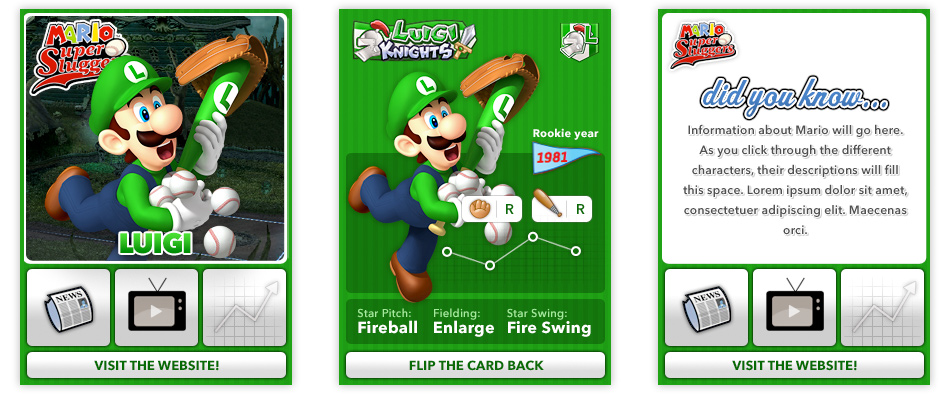 MARIO
SUPER
Sluggers
L
L
LUIGI
NEWS
VISIT THE WEBSITE!
LUIGI
KNIGHTS
L
L
L
Rookie year
1981
R
R
Star Pitch:
Fireball
Fielding:
Enlarge
Star Swing:
Fire Swing
FLIP THE CARD BACK
MARIO
SUPER
Sluggers
did you know...
Information about Mario will go here.
As you click through the different
characters, their descriptions will fill
this space. Lorem ipsum dolor sit amet,
consectetuer adipiscing elit. Maecenas
orci.
NEWS
VISIT THE WEBSITE!